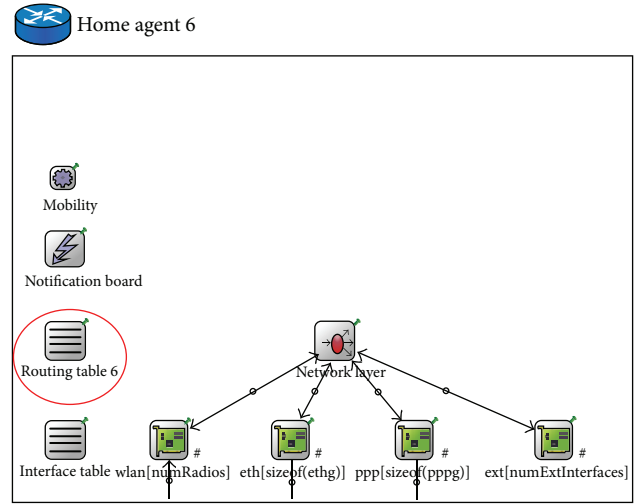 Home agent 6
Mobility
Notification board
Routing table 6
Network layer
Interface table
#
wlan[numRadios]
#
eth[sizeof(ethg)]
#
ppp[sizeof(pppg)]
#
ext[numExtInterfaces]